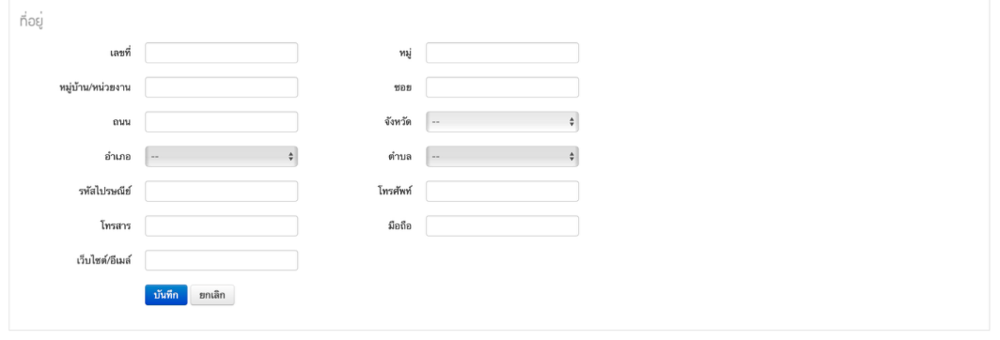 ที่อยู่
เลขที่ หมู่
หมู่บ้าน/หน่วยงาน ซอย
ถนน จังหวัด --
อำเภอ -- ตำบล --
รหัสไปรษณีย์ โทรศัพท์
โทรสาร มือถือ
เว็บไซต์/อีเมล์
บันทึก ยกเลิก